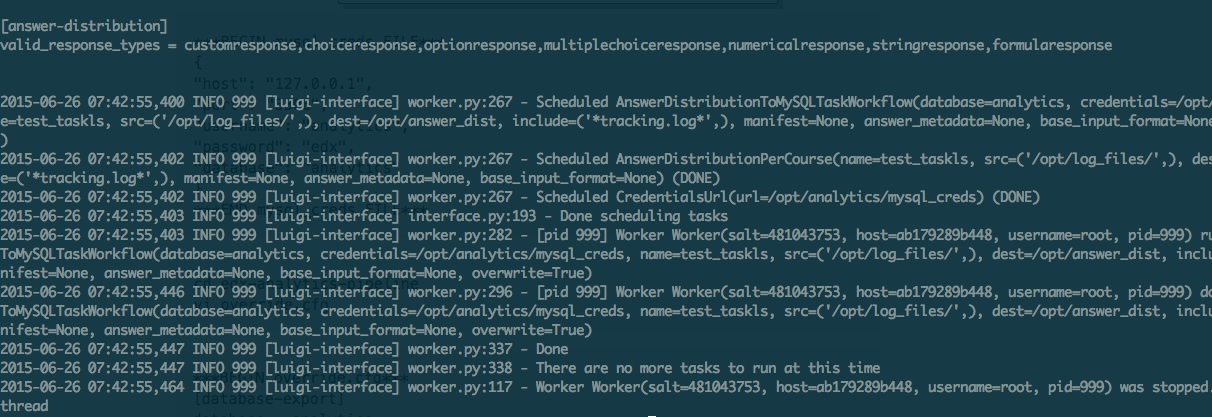 [answer-distribution]
valid_response_types = customresponse,choiceresponse,optionresponse,multiplechoiceresponse,numericalresponse,stringresponse,formularesponse
{
"host": "127.0.0.1",
2015-06-26 07:42:55,400 INFO 999 [luigi-interface] worker.py:267 - Scheduled AnswerDistributionToMySQLTaskWorkflow(database=analytics, credentials=/opt/
e=test_taskls, src=('/opt/log_files/',), dest=/opt/answer_dist, include=('*tracking.log*',), manifest=None, answer_metadata=None, base_input_format=None
)
"password": "edx",
2015-06-26 07:42:55,402 INFO 999 [luigi-interface] worker.py:267 - Scheduled AnswerDistributionPerCourse(name=test_taskls, src=('/opt/log_files/',), des
e=('*tracking.log*',), manifest=None, answer_metadata=None, base_input_format=None) (DONE)
2015-06-26 07:42:55,402 INFO 999 [luigi-interface] worker.py:267 - Scheduled CredentialsUrl(url=/opt/analytics/mysql_creds) (DONE)
2015-06-26 07:42:55,403 INFO 999 [luigi-interface] interface.py:193 - Done scheduling tasks
2015-06-26 07:42:55,403 INFO 999 [luigi-interface] worker.py:282 - [pid 999] Worker Worker(salt=481043753, host=ab179289b448, username=root, pid=999) ru
ToMySQLTaskWorkflow(database=analytics, credentials=/opt/analytics/mysql_creds, name=test_taskls, src=('/opt/log_files/',), dest=/opt/answer_dist, inclu
nifest=None, answer_metadata=None, base_input_format=None, overwrite=True)
2015-06-26 07:42:55,446 INFO 999 [luigi-interface] worker.py:296 - [pid 999] Worker Worker(salt=481043753, host=ab179289b448, username=root, pid=999) do
ToMySQLTaskWorkflow(database=analytics, credentials=/opt/analytics/mysql_creds, name=test_taskls, src=('/opt/log_files/',), dest=/opt/answer_dist, inclu
nifest=None, answer_metadata=None, base_input_format=None, overwrite=True)
2015-06-26 07:42:55,447 INFO 999 [luigi-interface] worker.py:337 - Done
2015-06-26 07:42:55,447 INFO 999 [luigi-interface] worker.py:338 - There are no more tasks to run at this time
2015-06-26 07:42:55,464 INFO 999 [luigi-interface] worker.py:117 - Worker Worker(salt=481043753, host=ab179289b448, username=root, pid=999) was stopped.
thread
[database-export]